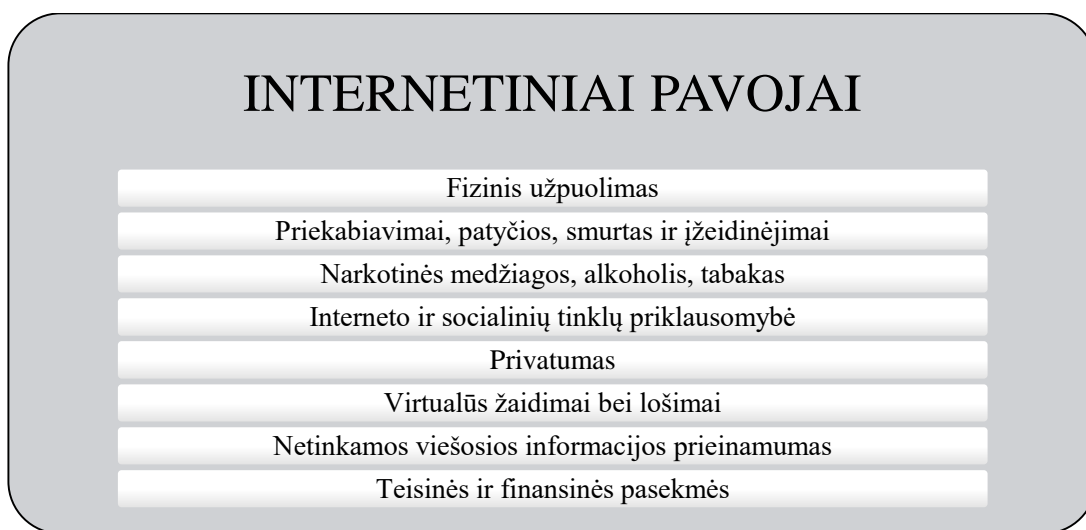 INTERNETINIAI PAVOJAI
Fizinis užpuolimas
Priekabiavimai, patyčios, smurtas ir įžeidinėjimai
Narkotinės medžiagos, alkoholis, tabakas
Interneto ir socialinių tinklų priklausomybė
Privatumas
Virtualūs žaidimai bei lošimai
Netinkamos viešosios informacijos prieinamumas
Teisinės ir finansinės pasekmės